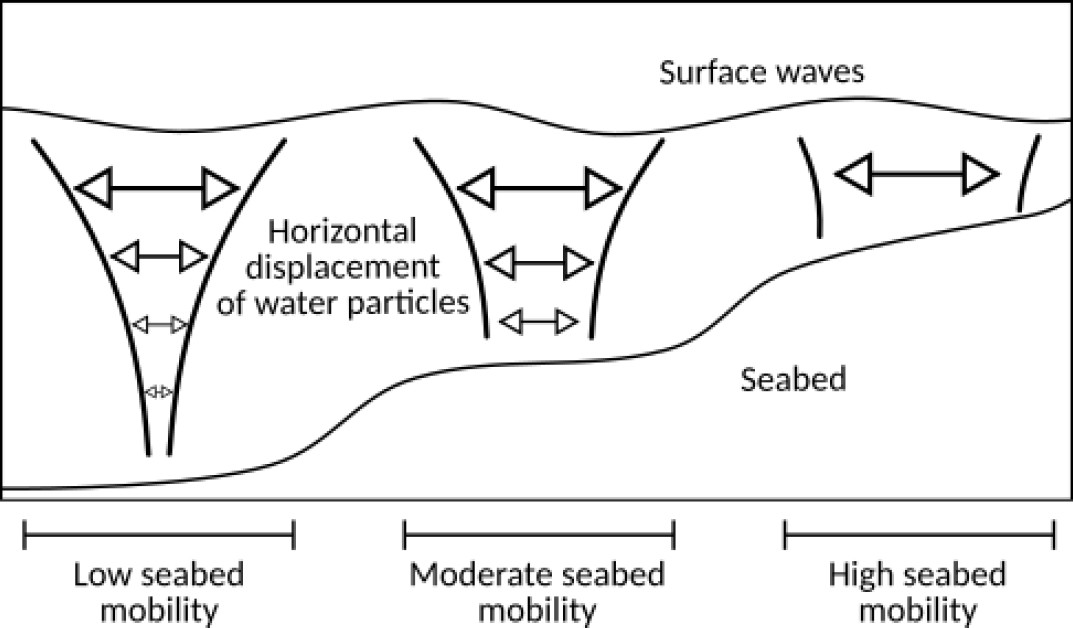 Surface waves
Horizontal
displacement
of water particles
Seabed
Low seabed
mobility
Moderate seabed
mobility
High seabed
mobility